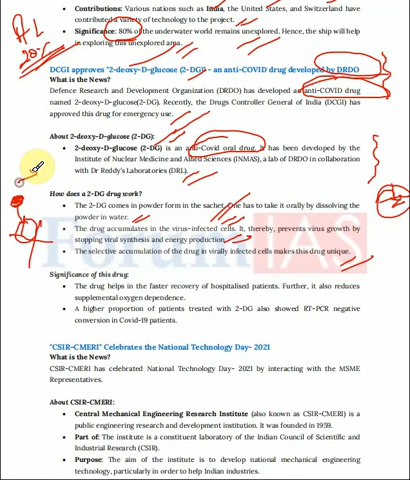 • Contributions: Various nations such as India, the United States, and Switzerland have
contributed a variety of technology to the project.
• Significance: 80% of the underwater world remains unexplored. Hence, the ship will help
in exploring this unexplored area.
DCGI approves "2-deoxy-D-glucose (2-DG)" - an anti-COVID drug developed by DRDO
What is the News?
Defence Research and Development Organization (DRDO) has developed an anti-COVID drug
named 2-deoxy-D-glucose(2-DG). Recently, the Drugs Controller General of India (DCGI) has
approved this drug for emergency use.
About 2-deoxy-D-glucose (2-DG):
• 2-deoxy-D-glucose (2-DG) is an anti-Covid oral drug. It has been developed by the
Institute of Nuclear Medicine and Allied Sciences (INMAS), a lab of DRDO in collaboration
with Dr Reddy's Laboratories (DRL).
How does a 2-DG drug work?
• The 2-DG comes in powder form in the sachet. One has to take it orally by dissolving the
powder in water.
• The drug accumulates in the virus-infected cells. It, thereby, prevents virus growth by
stopping viral synthesis and energy production.
• The selective accumulation of the drug in virally infected cells makes this drug unique.
Forum IAS
Significance of this drug:
• The drug helps in the faster recovery of hospitalised patients. Further, it also reduces
supplemental oxygen dependence.
• A higher proportion of patients treated with 2-DG also showed RT-PCR negative
conversion in Covid-19 patients.
"CSIR-CMERI" Celebrates the National Technology Day- 2021
What is the News?
CSIR-CMERI has celebrated National Technology Day- 2021 by interacting with the MSME
Representatives.
About CSIR-CMERI:
• Central Mechanical Engineering Research Institute (also known as CSIR-CMERI) is a
public engineering research and development institution. It was founded in 1959.
• Part of: The institute is a constituent laboratory of the Indian Council of Scientific and
Industrial Research (CSIR).
• Purpose: The aim of the institute is to develop national mechanical engineering
technology, particularly in order to help Indian industries.